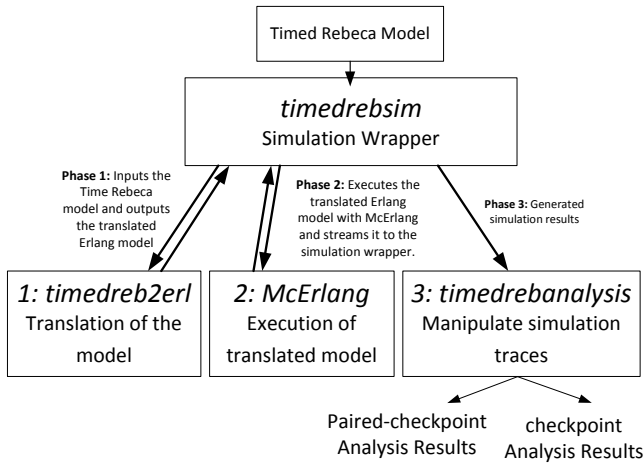 Timed Rebeca Model
timedrebsim
Simulation Wrapper
Phase 1: Inputs the
Time Rebeca
model and outputs
the translated
Erlang model
Phase 2: Executes the
translated Erlang
model with McErlang
and streams it to the
simulation wrapper.
Phase 3: Generated
simulation results
1: timedreb2erl
Translation of the
model
2: McErlang
Execution of
translated model
3: timedrebanalysis
Manipulate simulation
traces
Paired-checkpoint
Analysis Results
checkpoint
Analysis Results